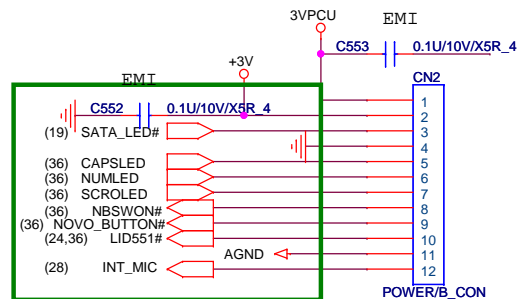 3VPCU EMI
C553 0.1U/10V/X5R_4
+3V
EMI CN2
C552 0.1U/10V/X5R_4
1
2
(19) SATA_LED# 3
4
(36) CAPSLED 5
(36) NUMLED 6
(36) SCROLED 7
(36) NBSWON# 8
(36) NOVO_BUTTON# 9
(24,36) LID551# 10
AGND 11
(28) INT_MIC 12
POWER/B_CON